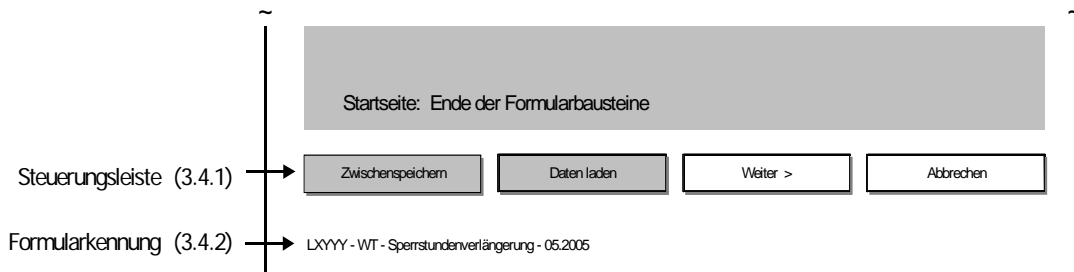 ~ ~
Startseite: Ende der Formularbausteine
Steuerungsleiste (3.4.1) Zwischenspeichern Daten laden Weiter > Abbrechen
Formularkennung (3.4.2) LXYYY - WT - Sperrstundenverlängerung - 05.2005